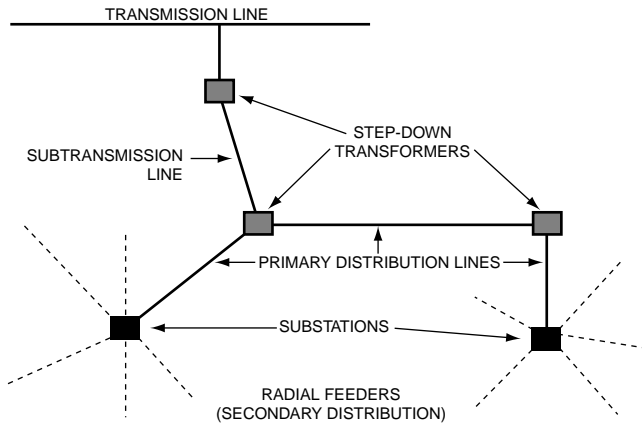 TRANSMISSION LINE
STEP-DOWN
TRANSFORMERS
SUBTRANSMISSION
LINE
PRIMARY DISTRIBUTION LINES
SUBSTATIONS
RADIAL FEEDERS
(SECONDARY DISTRIBUTION)